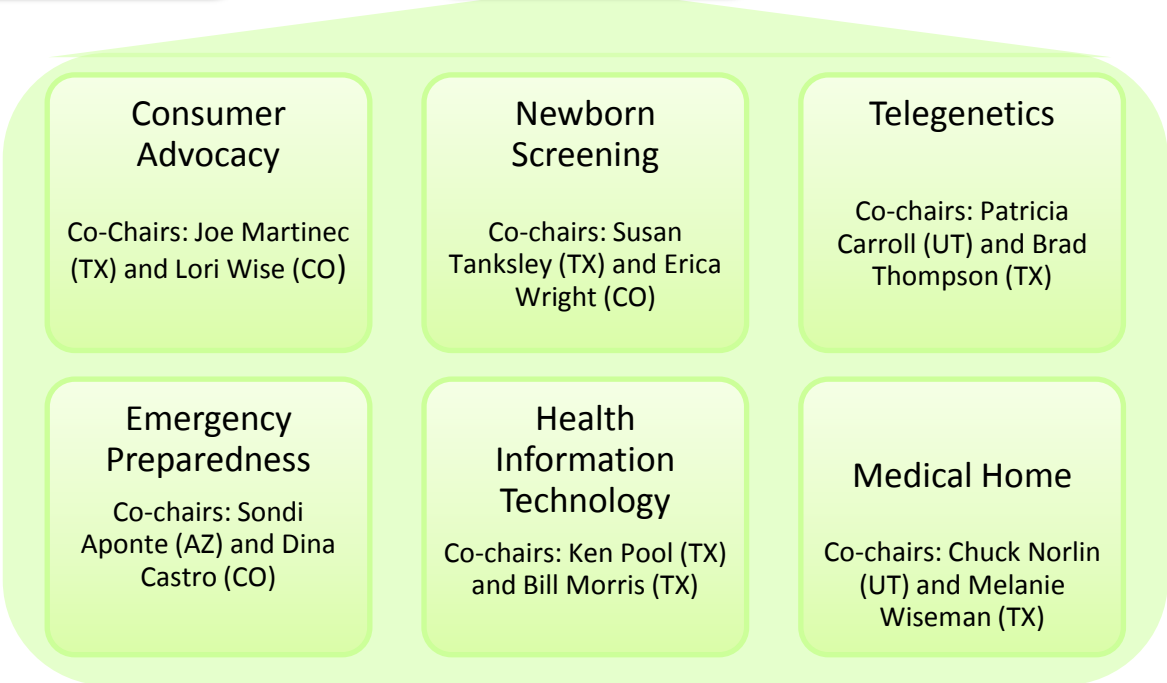 Consumer
Advocacy
Co-Chairs: Joe Martinec
(TX) and Lori Wise (CO)
Newborn
Screening
Co-chairs: Susan
Tanksley (TX) and Erica
Wright (CO)
Telegenetics
Co-chairs: Patricia
Carroll (UT) and Brad
Thompson (TX)
Emergency
Preparedness
Co-chairs: Sondi
Aponte (AZ) and Dina
Castro (CO)
Health
Information
Technology
Co-chairs: Ken Pool (TX)
and Bill Morris (TX)
Medical Home
Co-chairs: Chuck Norlin
(UT) and Melanie
Wiseman (TX)